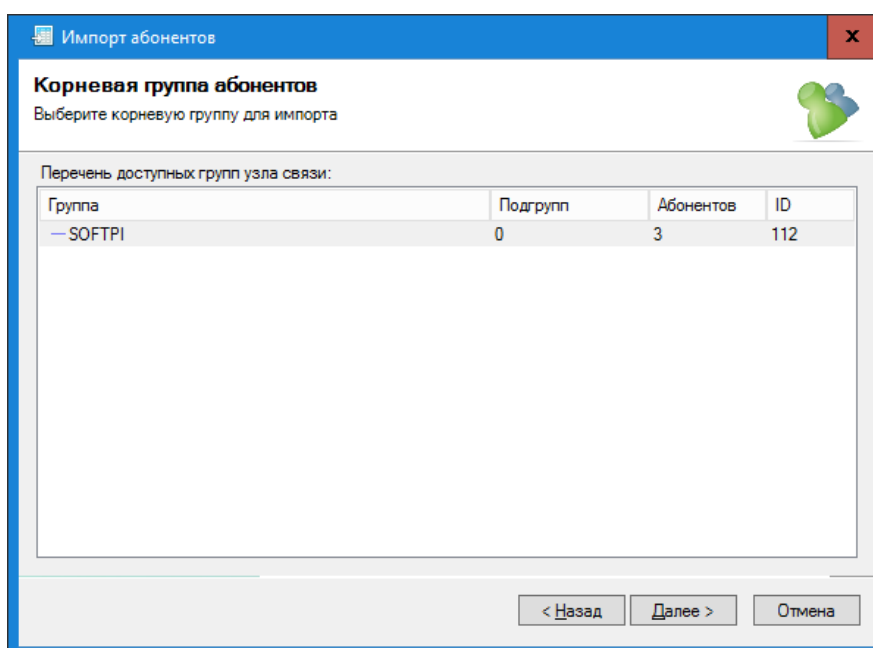 Импорт абонентов
x
Корневая группа абонентов
Выберите корневую группу для импорта
Перечень доступных групп узла связи:
Группа Подгрупп Абонентов ID
SOFTPI 0 3 112
< Назад Далее > Отмена